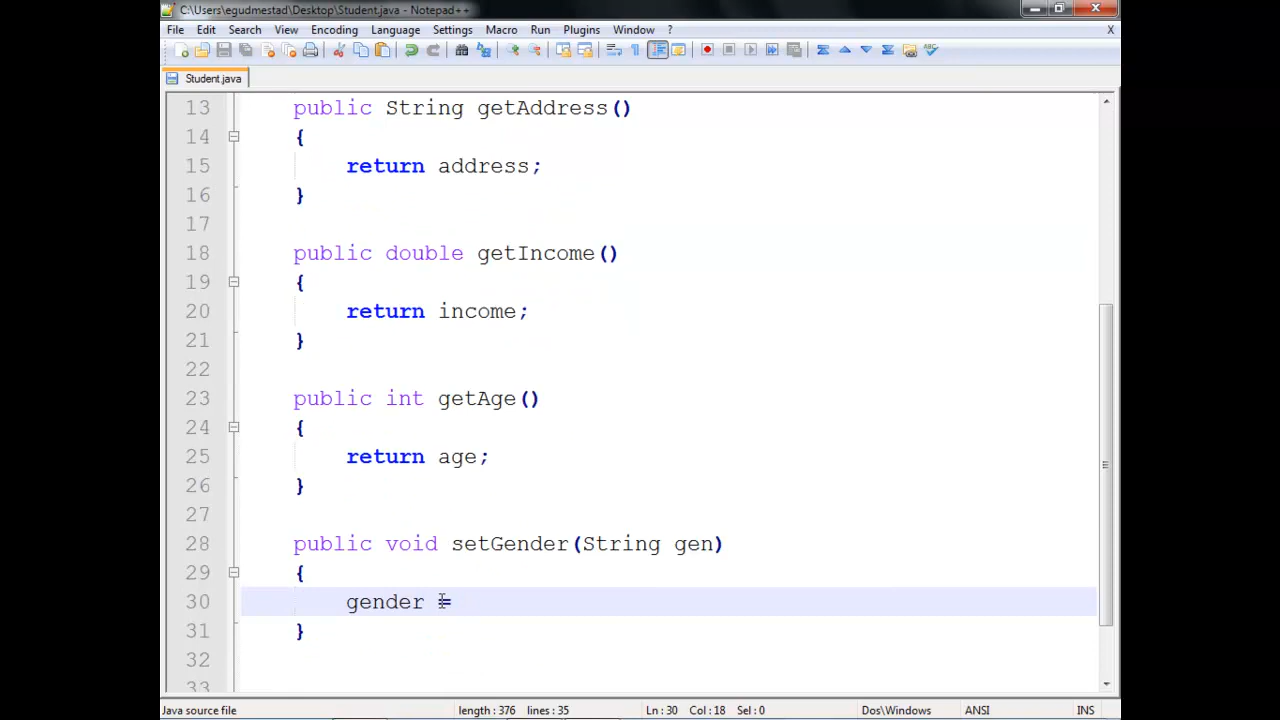 C:\Users\egudmestad\Desktop\Student.java - Notepad++
File Edit Search View Encoding Language Settings Macro Run Plugins Window ? X
Student.java
13 public String getAddress()
14 {
15 return address;
16 }
17
18 public double getIncome()
19 {
20 return income;
21 }
22
23 public int getAge()
24 {
25 return age;
26 }
27
28 public void setGender(String gen)
29 {
30 gender =
31 }
32
33
Java source file length : 376 lines : 35 Ln : 30 Col : 18 Sel : 0 Dos\Windows ANSI INS